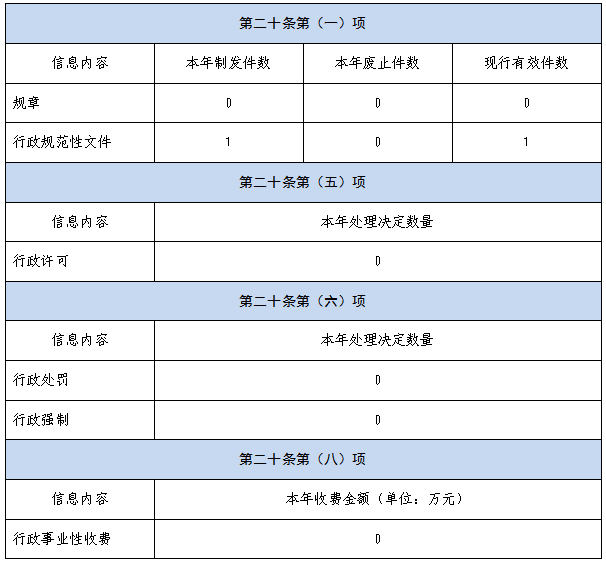 第二十条第（一）项
信息内容 本年制发件数 本年废止件数 现行有效件数
规章 0 0 0
行政规范性文件 1 0 1
第二十条第（五）项
信息内容 本年处理决定数量
行政许可 0
第二十条第（六）项
信息内容 本年处理决定数量
行政处罚 0
行政强制 0
第二十条第（八）项
信息内容 本年收费金额（单位：万元）
行政事业性收费 0